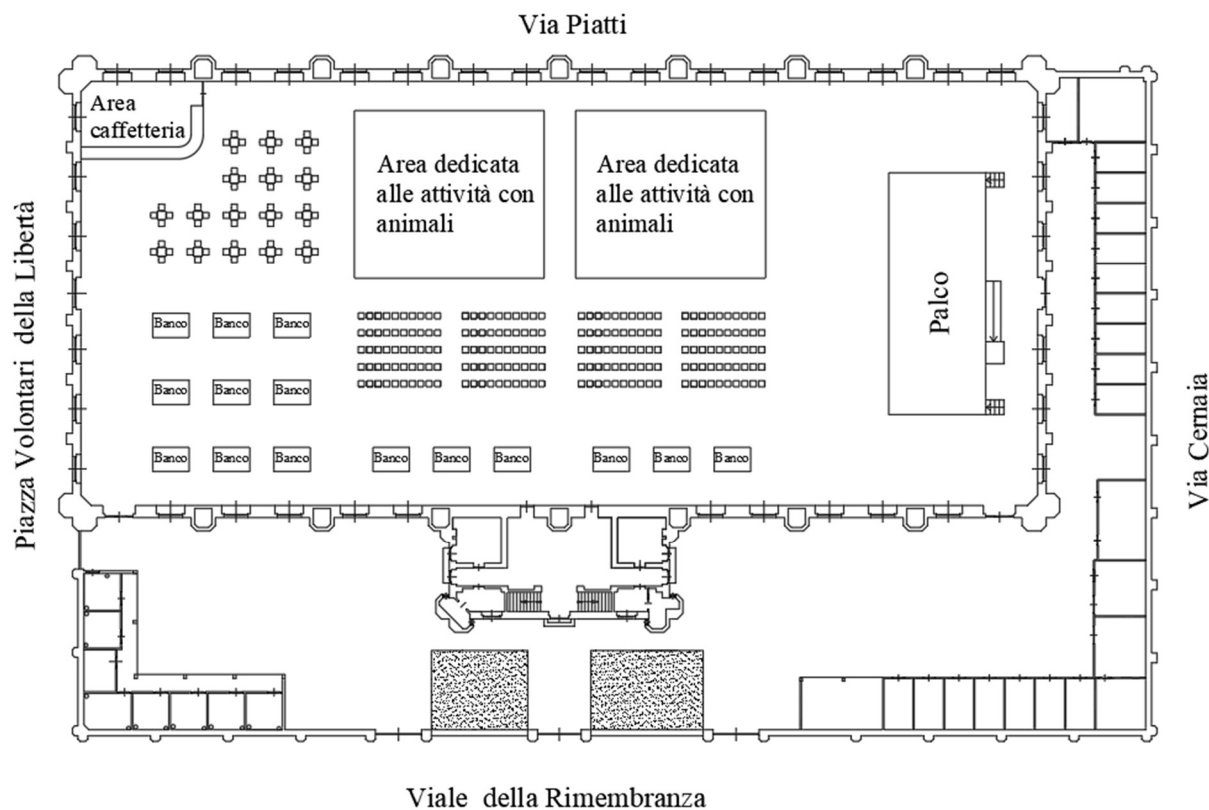 Via Piatti
Area
caffetteria
Area dedicata
alle attività con
animali
Area dedicata
alle attività con
animali
Piazza Volontari della Libertà
Palco
Via Cernaia
Banco Banco Banco
Banco Banco Banco
Banco Banco Banco Banco Banco Banco Banco Banco Banco
Viale della Rimembranza